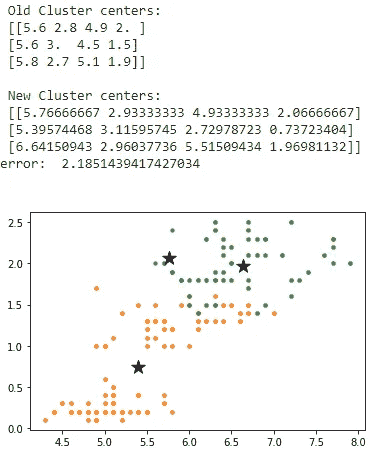 Old Cluster centers:
[[5.6 2.8 4.9 2. ]
[5.6 3. 4.5 1.5]
[5.8 2.7 5.1 1.9]]
New Cluster centers:
[[5.76666667 2.93333333 4.93333333 2.06666667]
[5.39574468 3.11595745 2.72978723 0.73723404]
[6.64150943 2.96037736 5.51509434 1.96981132]]
error: 2.1851439417427034
2.5
2.0
1.5
1.0
0.5
0.0
4.5 5.0 5.5 6.0 6.5 7.0 7.5 8.0